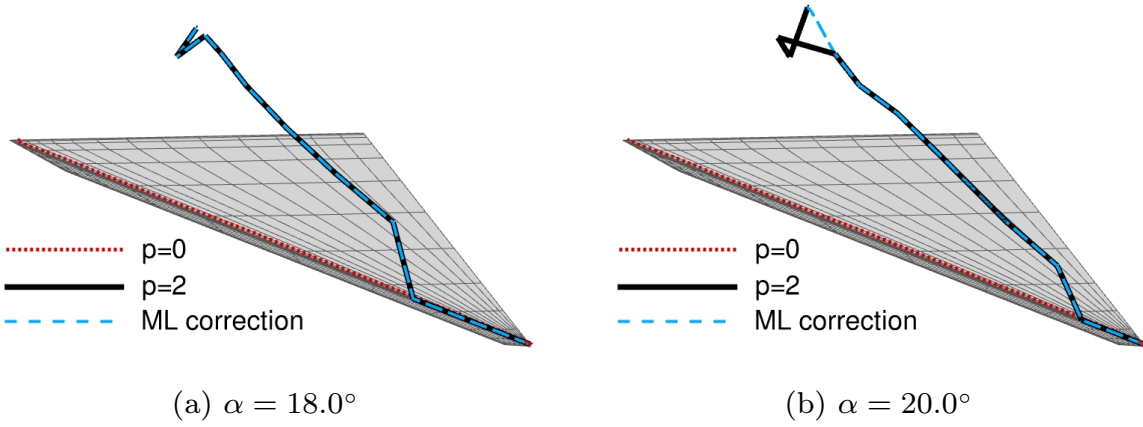 p=0
p=2
ML correction
p=0
p=2
ML correction
(a) α = 18.0°
(b) α = 20.0°